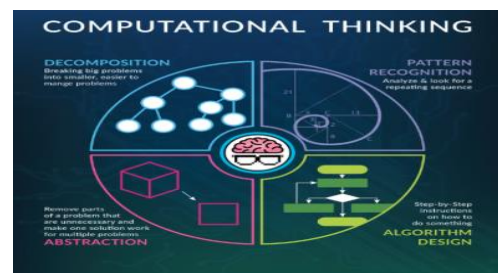 COMPUTATIONAL THINKING
DECOMPOSITION
Breaking big problems
into smaller, easier to
mange problems
PATTERN
RECOGNITION
Analyze & look for a
repeating sequence
Remove parts
of a problem that
are unnecessary and
make one solution work
for multiple problems
ABSTRACTION
Step-by-Step
instructions
on how to
do something
ALGORITHM
DESIGN